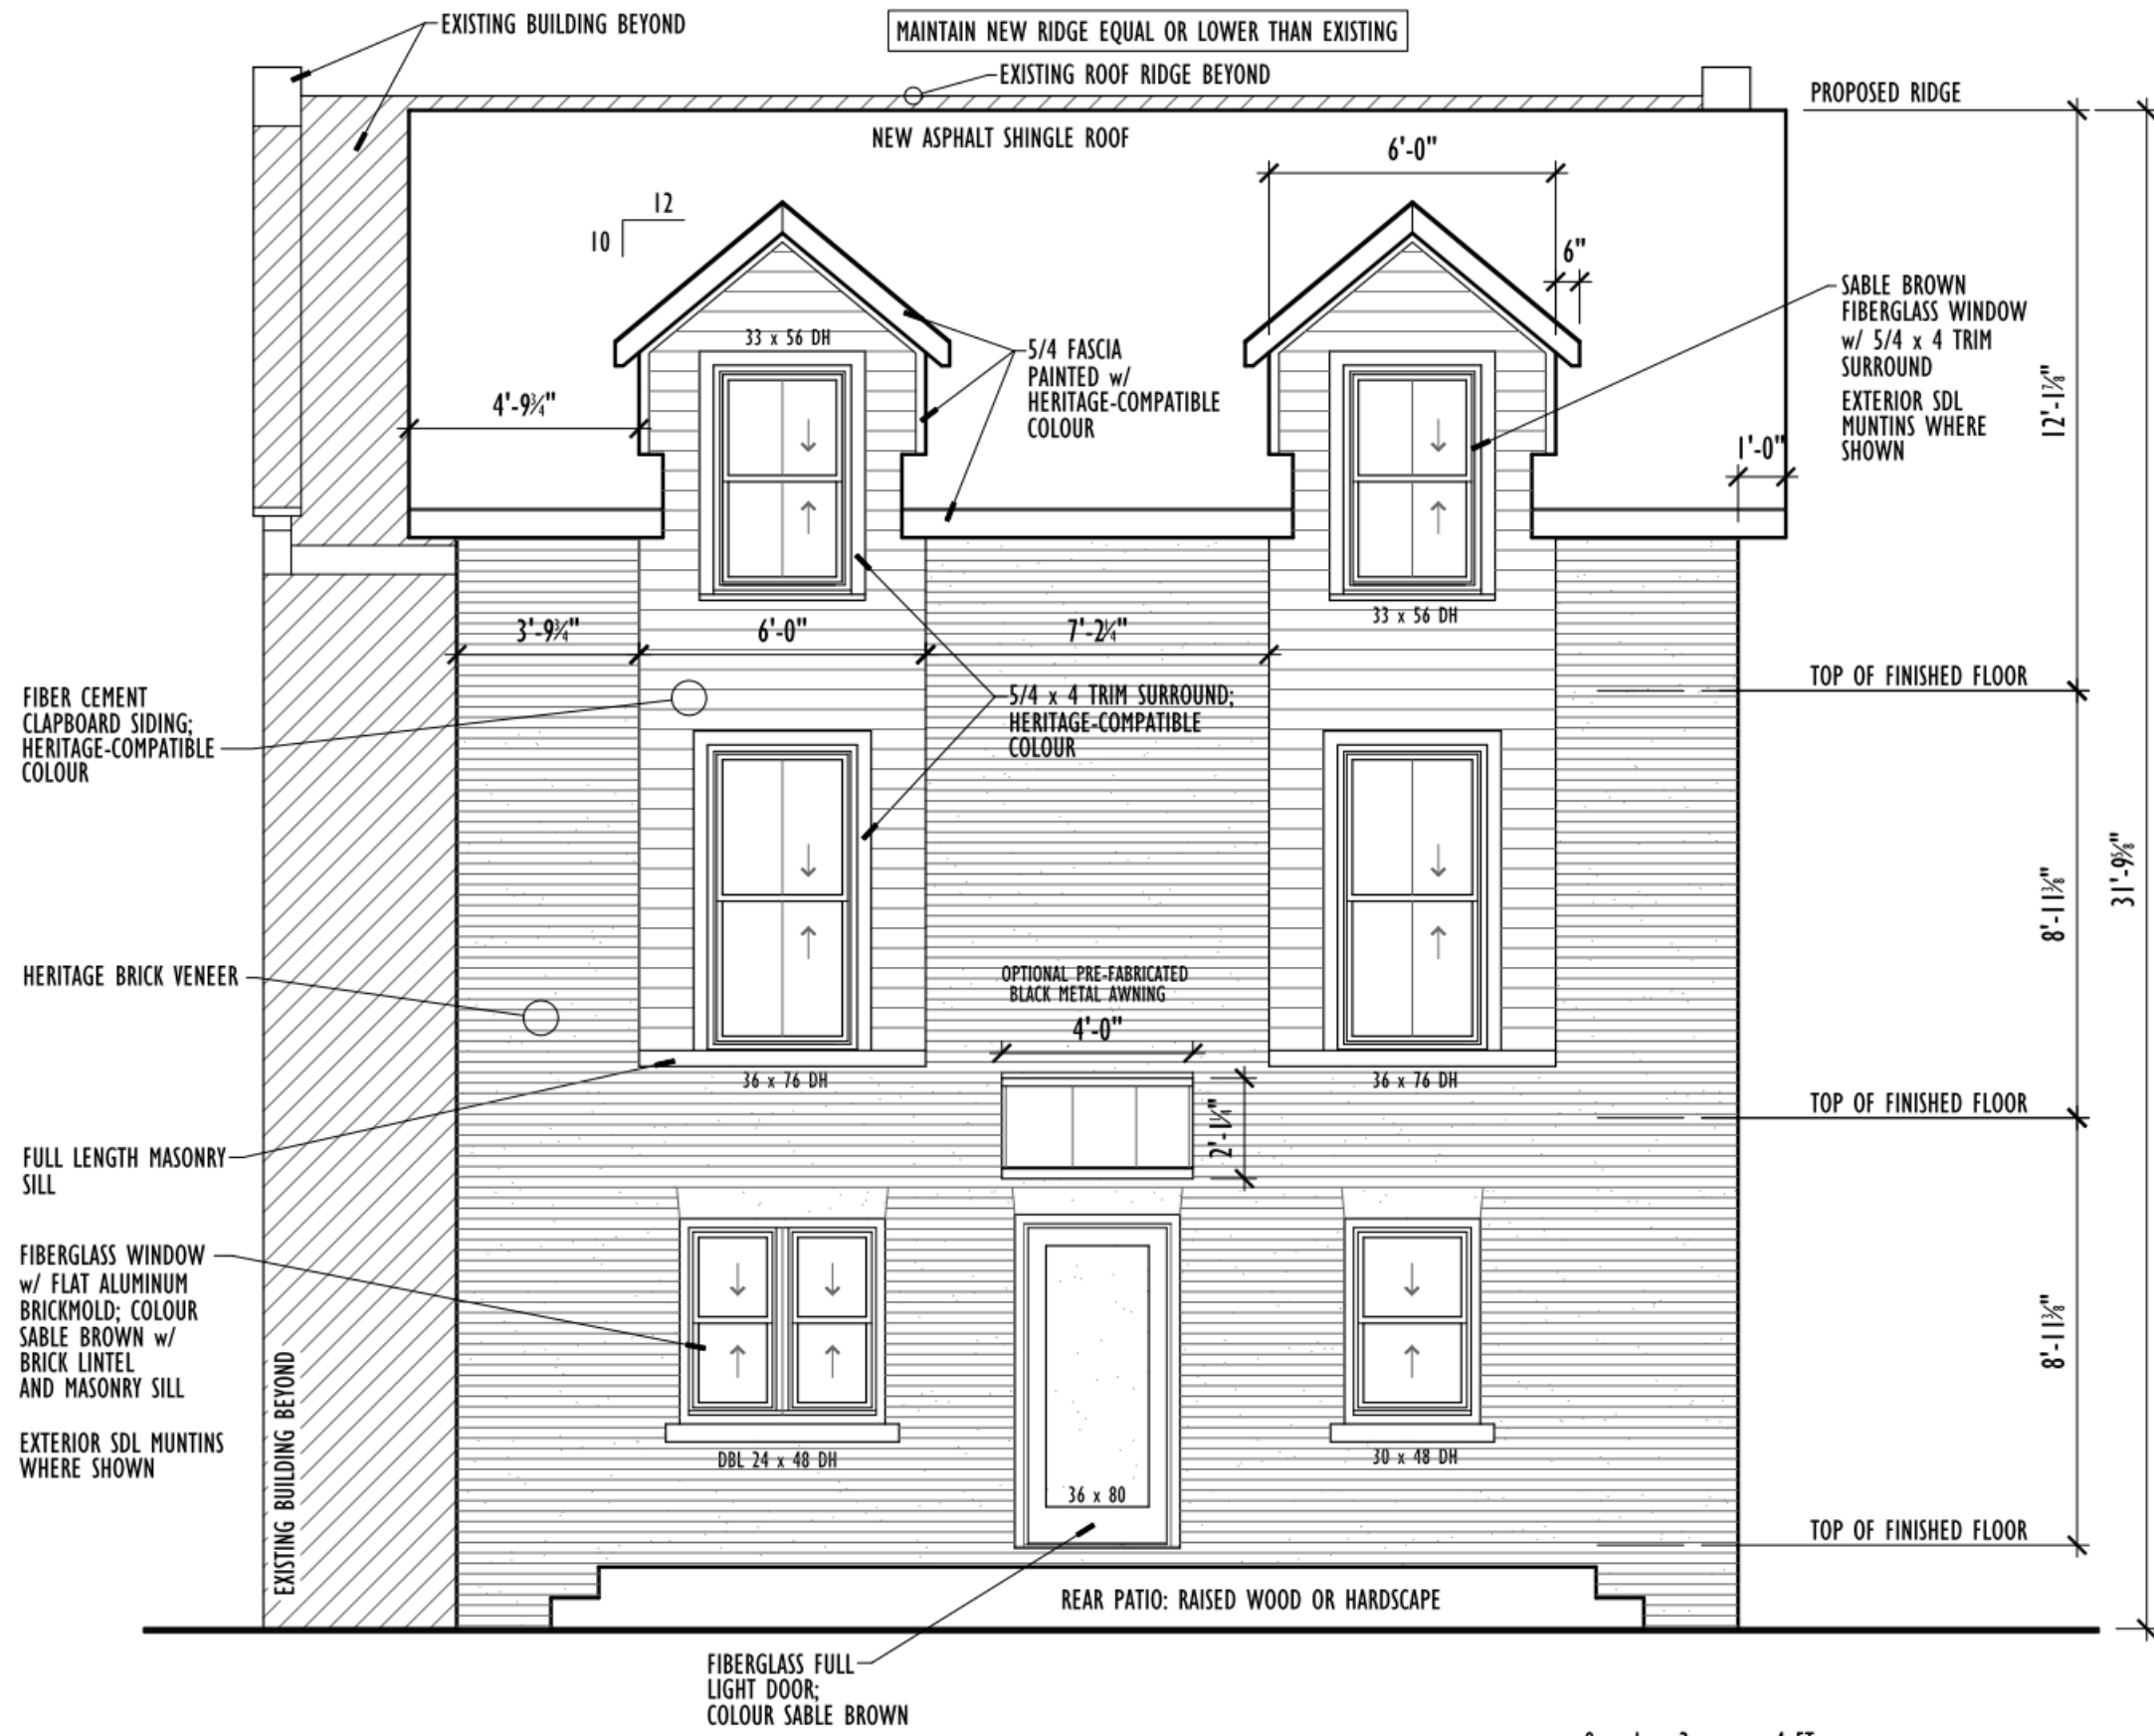 EXISTING BUILDING BEYOND
MAINTAIN NEW RIDGE EQUAL OR LOWER THAN EXISTING
EXISTING ROOF RIDGE BEYOND
PROPOSED RIDGE
NEW ASPHALT SHINGLE ROOF
6'-0"
12
10
6"
SABLE BROWN
FIBERGLASS WINDOW
w/ 5/4 x 4 TRIM
SURROUND
EXTERIOR SDL
MUNTINS WHERE
SHOWN
33 x 56 DH
5/4 FASCIA
PAINTED w/
HERITAGE-COMPATIBLE
COLOUR
4'-9¾"
1'-0"
12'-1⅞"
33 x 56 DH
3'-9¾"
6'-0"
7'-2¼"
TOP OF FINISHED FLOOR
FIBER CEMENT
CLAPBOARD SIDING;
HERITAGE-COMPATIBLE
COLOUR
5/4 x 4 TRIM SURROUND;
HERITAGE-COMPATIBLE
COLOUR
8'-11⅜"
31'-9⅝"
HERITAGE BRICK VENEER
OPTIONAL PRE-FABRICATED
BLACK METAL AWNING
4'-0"
36 x 76 DH
36 x 76 DH
2'-1¼"
TOP OF FINISHED FLOOR
FULL LENGTH MASONRY
SILL
FIBERGLASS WINDOW
w/ FLAT ALUMINUM
BRICKMOLD; COLOUR
SABLE BROWN w/
BRICK LINTEL
AND MASONRY SILL
EXTERIOR SDL MUNTINS
WHERE SHOWN
EXISTING BUILDING BEYOND
8'-11⅜"
DBL 24 x 48 DH
30 x 48 DH
36 x 80
TOP OF FINISHED FLOOR
REAR PATIO: RAISED WOOD OR HARDSCAPE
FIBERGLASS FULL
LIGHT DOOR;
COLOUR SABLE BROWN